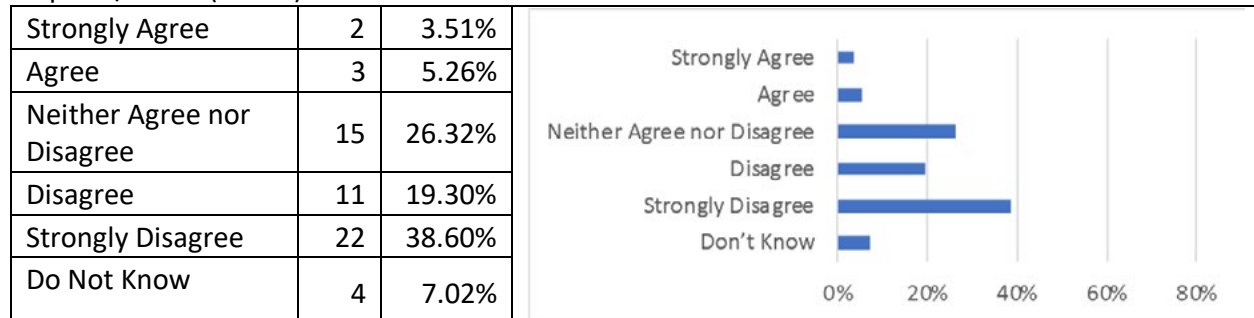 Strongly Agree 2 3.51%
Agree 3 5.26%
Neither Agree nor
Disagree 15 26.32%
Disagree 11 19.30%
Strongly Disagree 22 38.60%
Do Not Know 4 7.02%
Strongly Agree
Agree
Neither Agree nor Disagree
Disagree
Strongly Disagree
Don't Know
0% 20% 40% 60% 80%